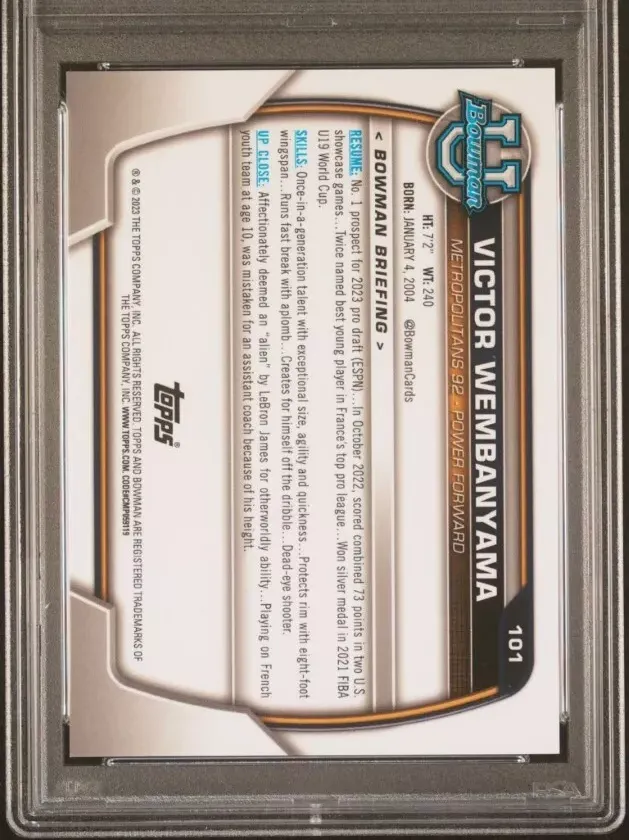 101
U
Bowman
VICTOR WEMBANYAMA
METROPOLITANS 92 - POWER FORWARD
HT: 7'2" WT: 240
BORN: JANUARY 4, 2004 @BowmanCards
< BOWMAN BRIEFING >
RESUME: No. 1 prospect for 2023 pro draft (ESPN)...In October 2022, scored combined 73 points in two U.S.
showcase games...Twice named best young player in France's top pro league...Won silver medal in 2021 FIBA
U19 World Cup.
SKILLS: Once-in-a-generation talent with exceptional size, agility and quickness...Protects rim with eight-foot
wingspan...Runs fast break with aplomb...Creates for himself off the dribble...Dead-eye shooter.
UP CLOSE: Affectionately deemed an "alien" by LeBron James for otherworldly ability...Playing on French
youth team at age 10, was mistaken for an assistant coach because of his height.
topps®
® & © 2023 THE TOPPS COMPANY, INC. ALL RIGHTS RESERVED. TOPPS AND BOWMAN ARE REGISTERED TRADEMARKS OF
THE TOPPS COMPANY, INC. WWW.TOPPS.COM. CODE#CMP059119